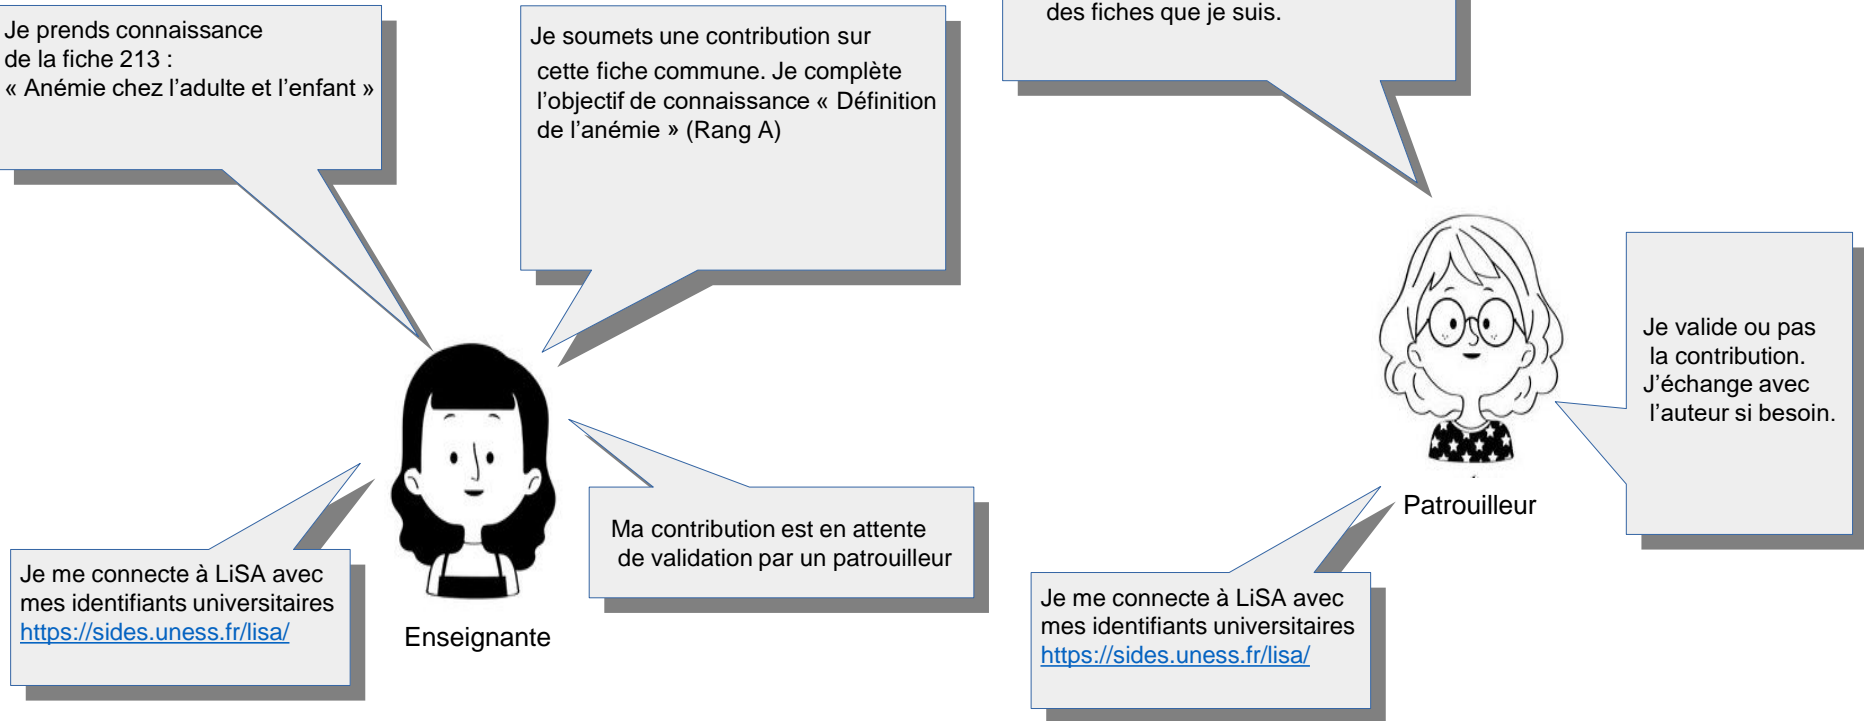 Je prends connaissance
de la fiche 213 :
« Anémie chez l’adulte et l’enfant »
Je soumets une contribution sur
cette fiche commune. Je complète
l’objectif de connaissance « Définition
de l’anémie » (Rang A)
des fiches que je suis.
Je valide ou pas
la contribution.
J’échange avec
l’auteur si besoin.
Patrouilleur
Ma contribution est en attente
de validation par un patrouilleur
Je me connecte à LiSA avec
mes identifiants universitaires
https://sides.uness.fr/lisa/
Enseignante
Je me connecte à LiSA avec
mes identifiants universitaires
https://sides.uness.fr/lisa/